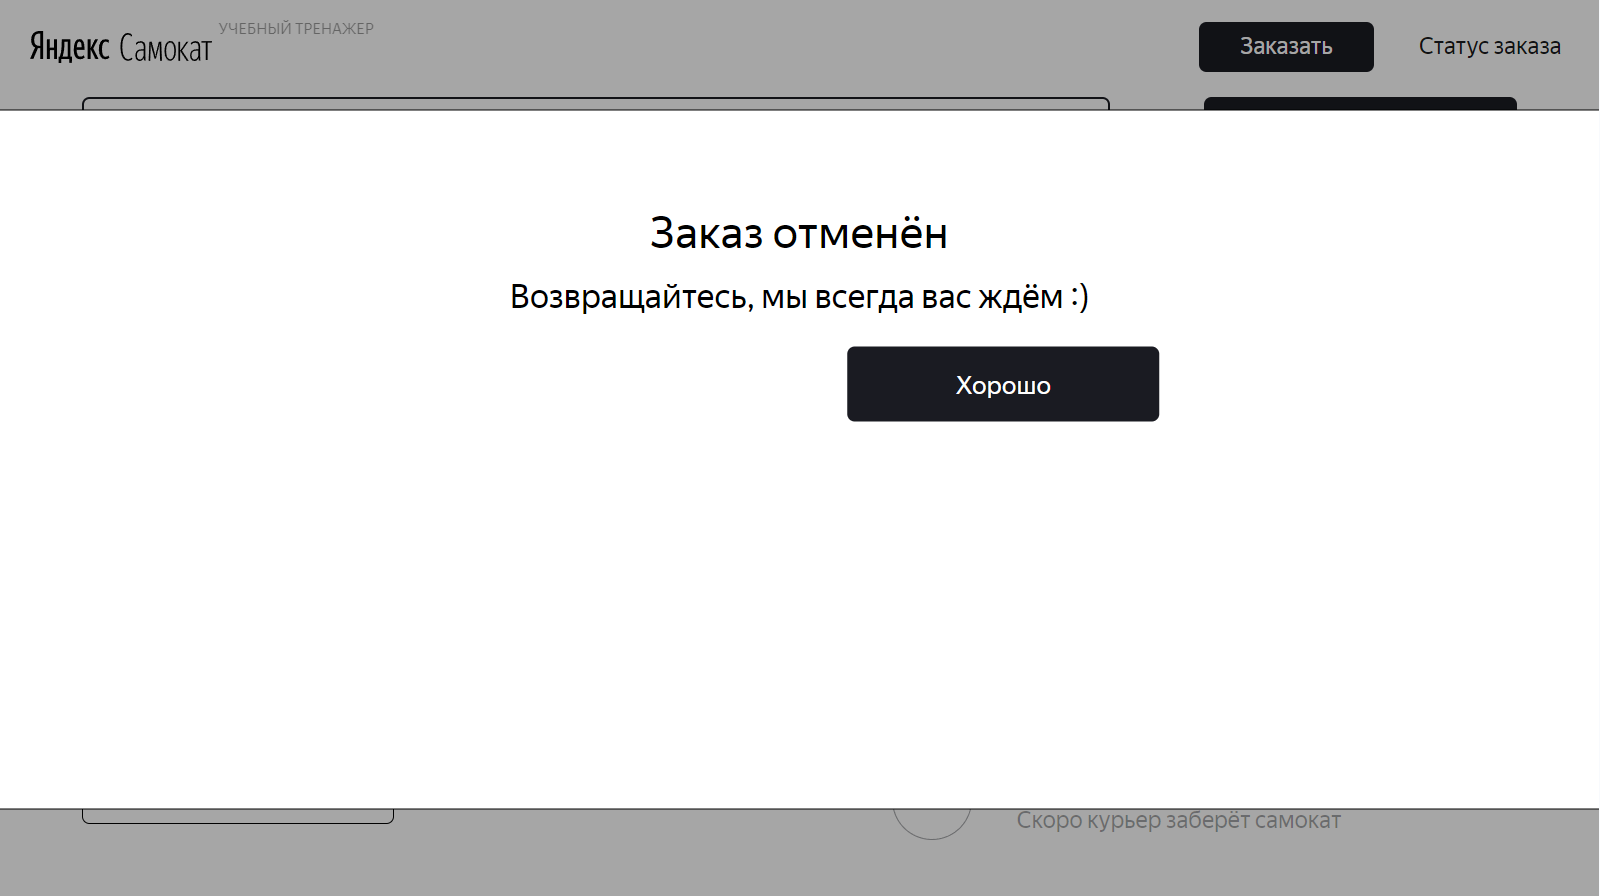 Яндекс Самокат
УЧЕБНЫЙ ТРЕНАЖЕР
Заказать
Статус заказа
Заказ отменён
Возвращайтесь, мы всегда вас ждём :)
Хорошо
Скоро курьер заберёт самокат